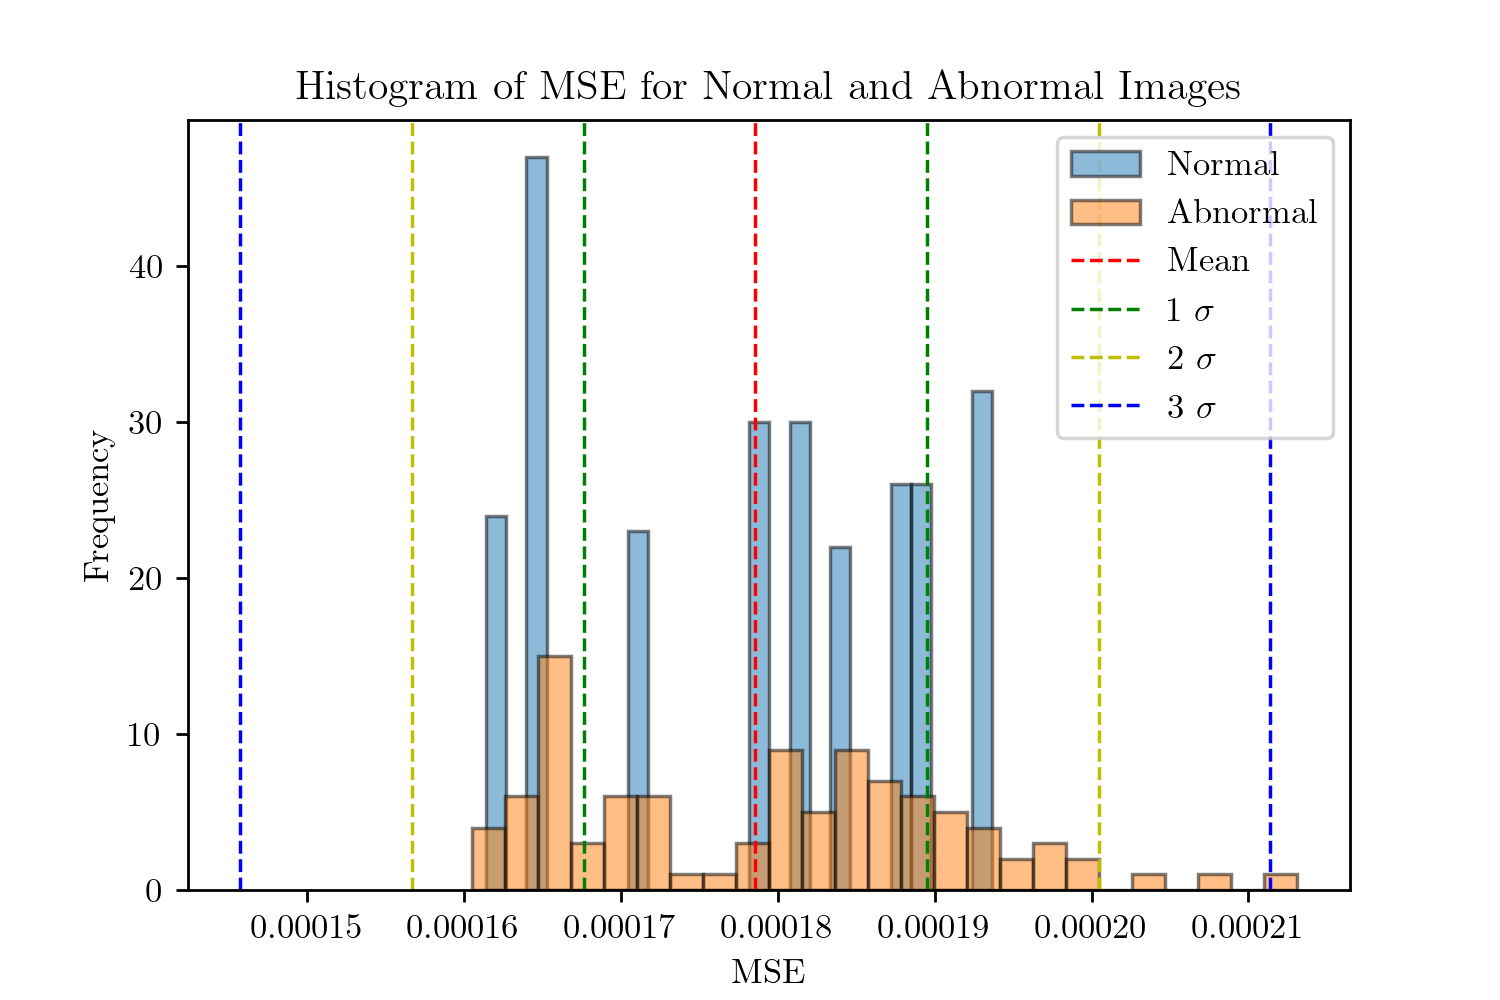 Histogram of MSE for Normal and Abnormal Images
Normal
Abnormal
Mean
1 σ
2 σ
3 σ
Frequency
40
30
20
10
0
0.00015 0.00016 0.00017 0.00018 0.00019 0.00020 0.00021
MSE